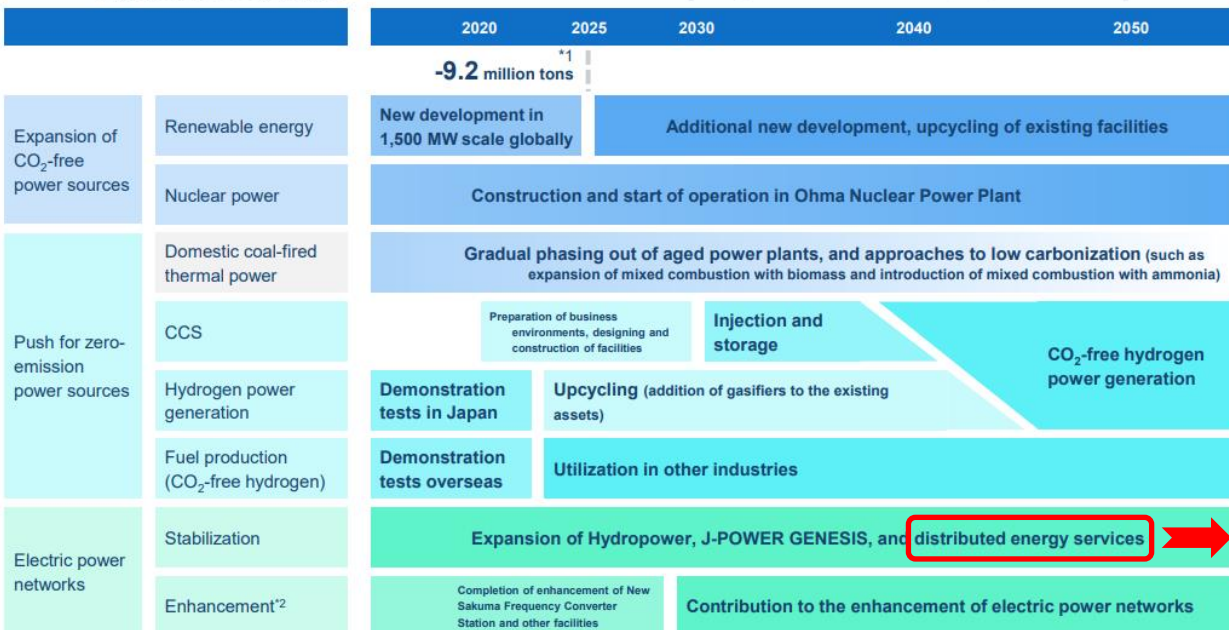 2020 2025 2030 2040 2050
-9.2 million tons *1
Expansion of
CO₂-free
power sources
Renewable energy
New development in
1,500 MW scale globally
Additional new development, upcycling of existing facilities
Nuclear power
Construction and start of operation in Ohma Nuclear Power Plant
Push for zero-
emission
power sources
Domestic coal-fired
thermal power
Gradual phasing out of aged power plants, and approaches to low carbonization (such as
expansion of mixed combustion with biomass and introduction of mixed combustion with ammonia)
CCS
Preparation of business
environments, designing and
construction of facilities
Injection and
storage
CO₂-free hydrogen
power generation
Hydrogen power
generation
Demonstration
tests in Japan
Upcycling (addition of gasifiers to the existing
assets)
Fuel production
(CO₂-free hydrogen)
Demonstration
tests overseas
Utilization in other industries
Electric power
networks
Stabilization
Expansion of Hydropower, J-POWER GENESIS, and distributed energy services
Enhancement*2
Completion of enhancement of New
Sakuma Frequency Converter
Station and other facilities
Contribution to the enhancement of electric power networks